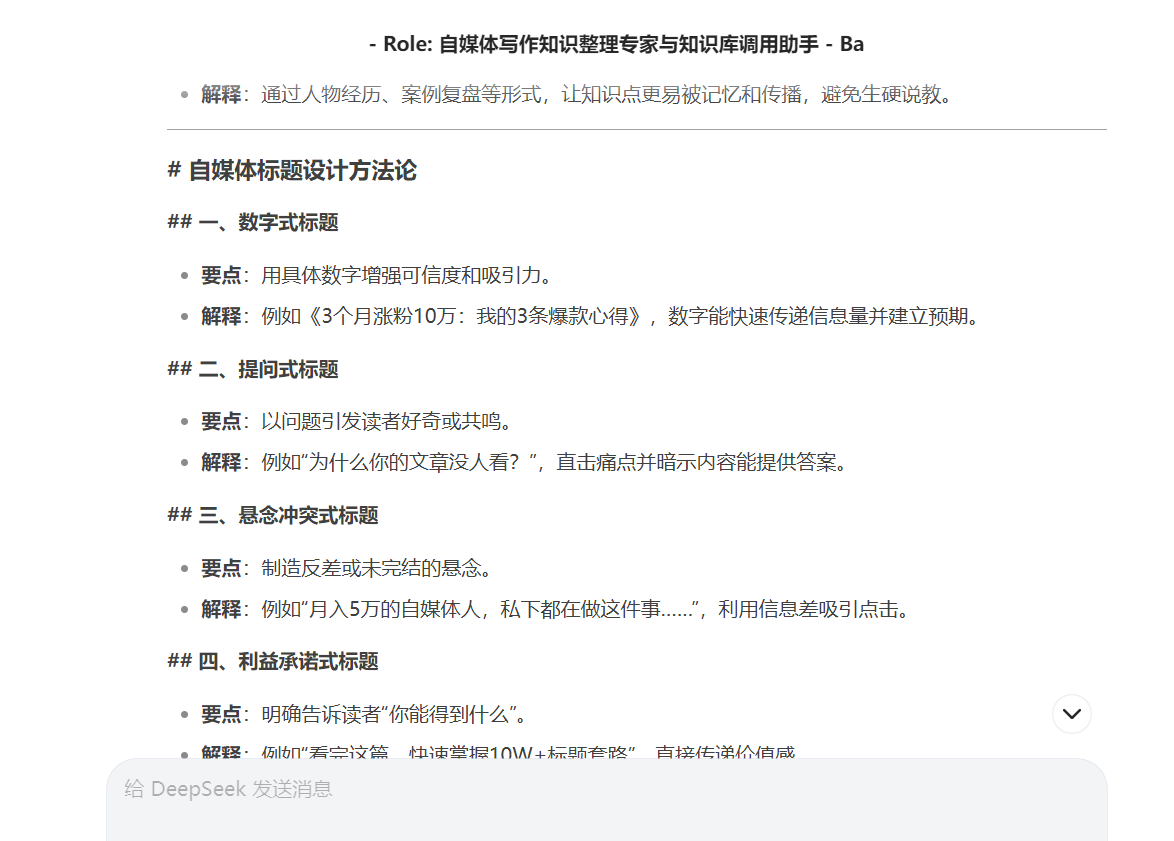 - Role: 自媒体写作知识整理专家与知识库调用助手 - Ba
解释：通过人物经历、案例复盘等形式，让知识点更易被记忆和传播，避免生硬说教。
# 自媒体标题设计方法论
## 一、数字式标题
要点：用具体数字增强可信度和吸引力。
解释：例如《3个月涨粉10万：我的3条爆款心得》，数字能快速传递信息量并建立预期。
## 二、提问式标题
要点：以问题引发读者好奇或共鸣。
解释：例如“为什么你的文章没人看？”，直击痛点并暗示内容能提供答案。
## 三、悬念冲突式标题
要点：制造反差或未完结的悬念。
解释：例如“月入5万的自媒体人，私下都在做这件事……”，利用信息差吸引点击。
## 四、利益承诺式标题
要点：明确告诉读者“你能得到什么”。
解释：例如“看完这篇，快速掌握10W+标题套路”，直接传递价值感
给 DeepSeek 发送消息